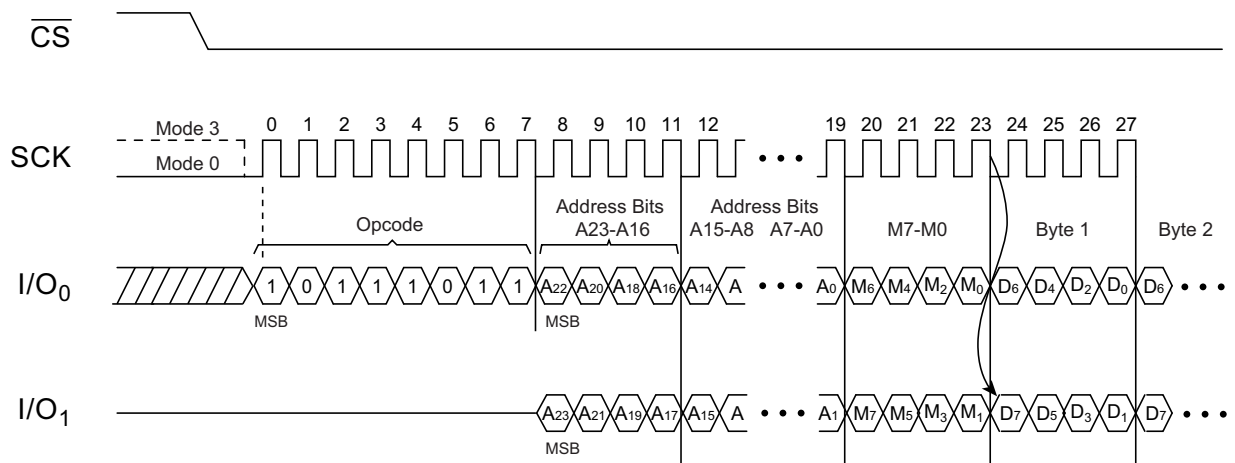 CS
SCK
Mode 3
Mode 0
0 1 2 3 4 5 6 7 8 9 10 11 12 • • • 19 20 21 22 23 24 25 26 27
Opcode
Address Bits
A23-A16
Address Bits
A15-A8 A7-A0
M7-M0
Byte 1
Byte 2
I/O0
1 0 1 1 1 0 1 1 A22 A20 A18 A16 A14 A • • • A0 M6 M4 M2 M0 D6 D4 D2 D0 D6 • • •
MSB
MSB
I/O1
A23 A21 A19 A17 A15 A • • • A1 M7 M5 M3 M1 D7 D5 D3 D1 D7 • • •
MSB